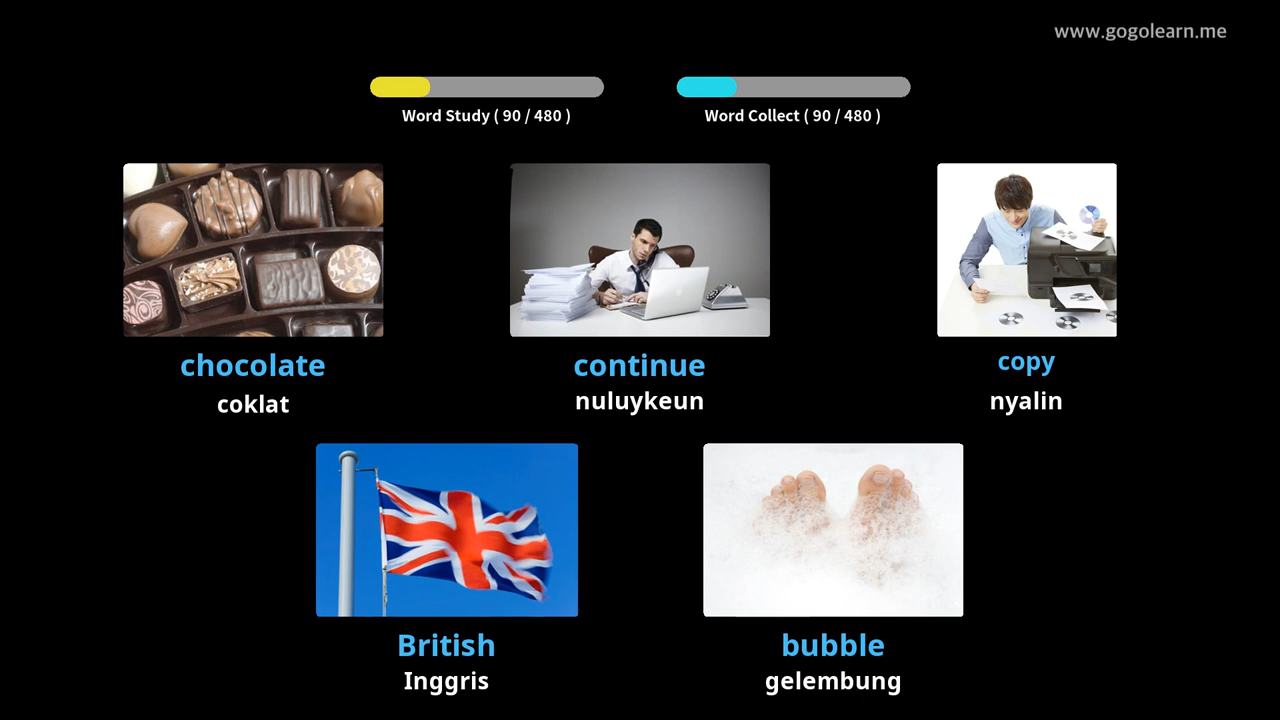 www.gogolearn.me
Word Study ( 90 / 480 )
Word Collect ( 90 / 480 )
chocolate
coklat
continue
nuluykeun
copy
nyalin
British
Inggris
bubble
gelembung